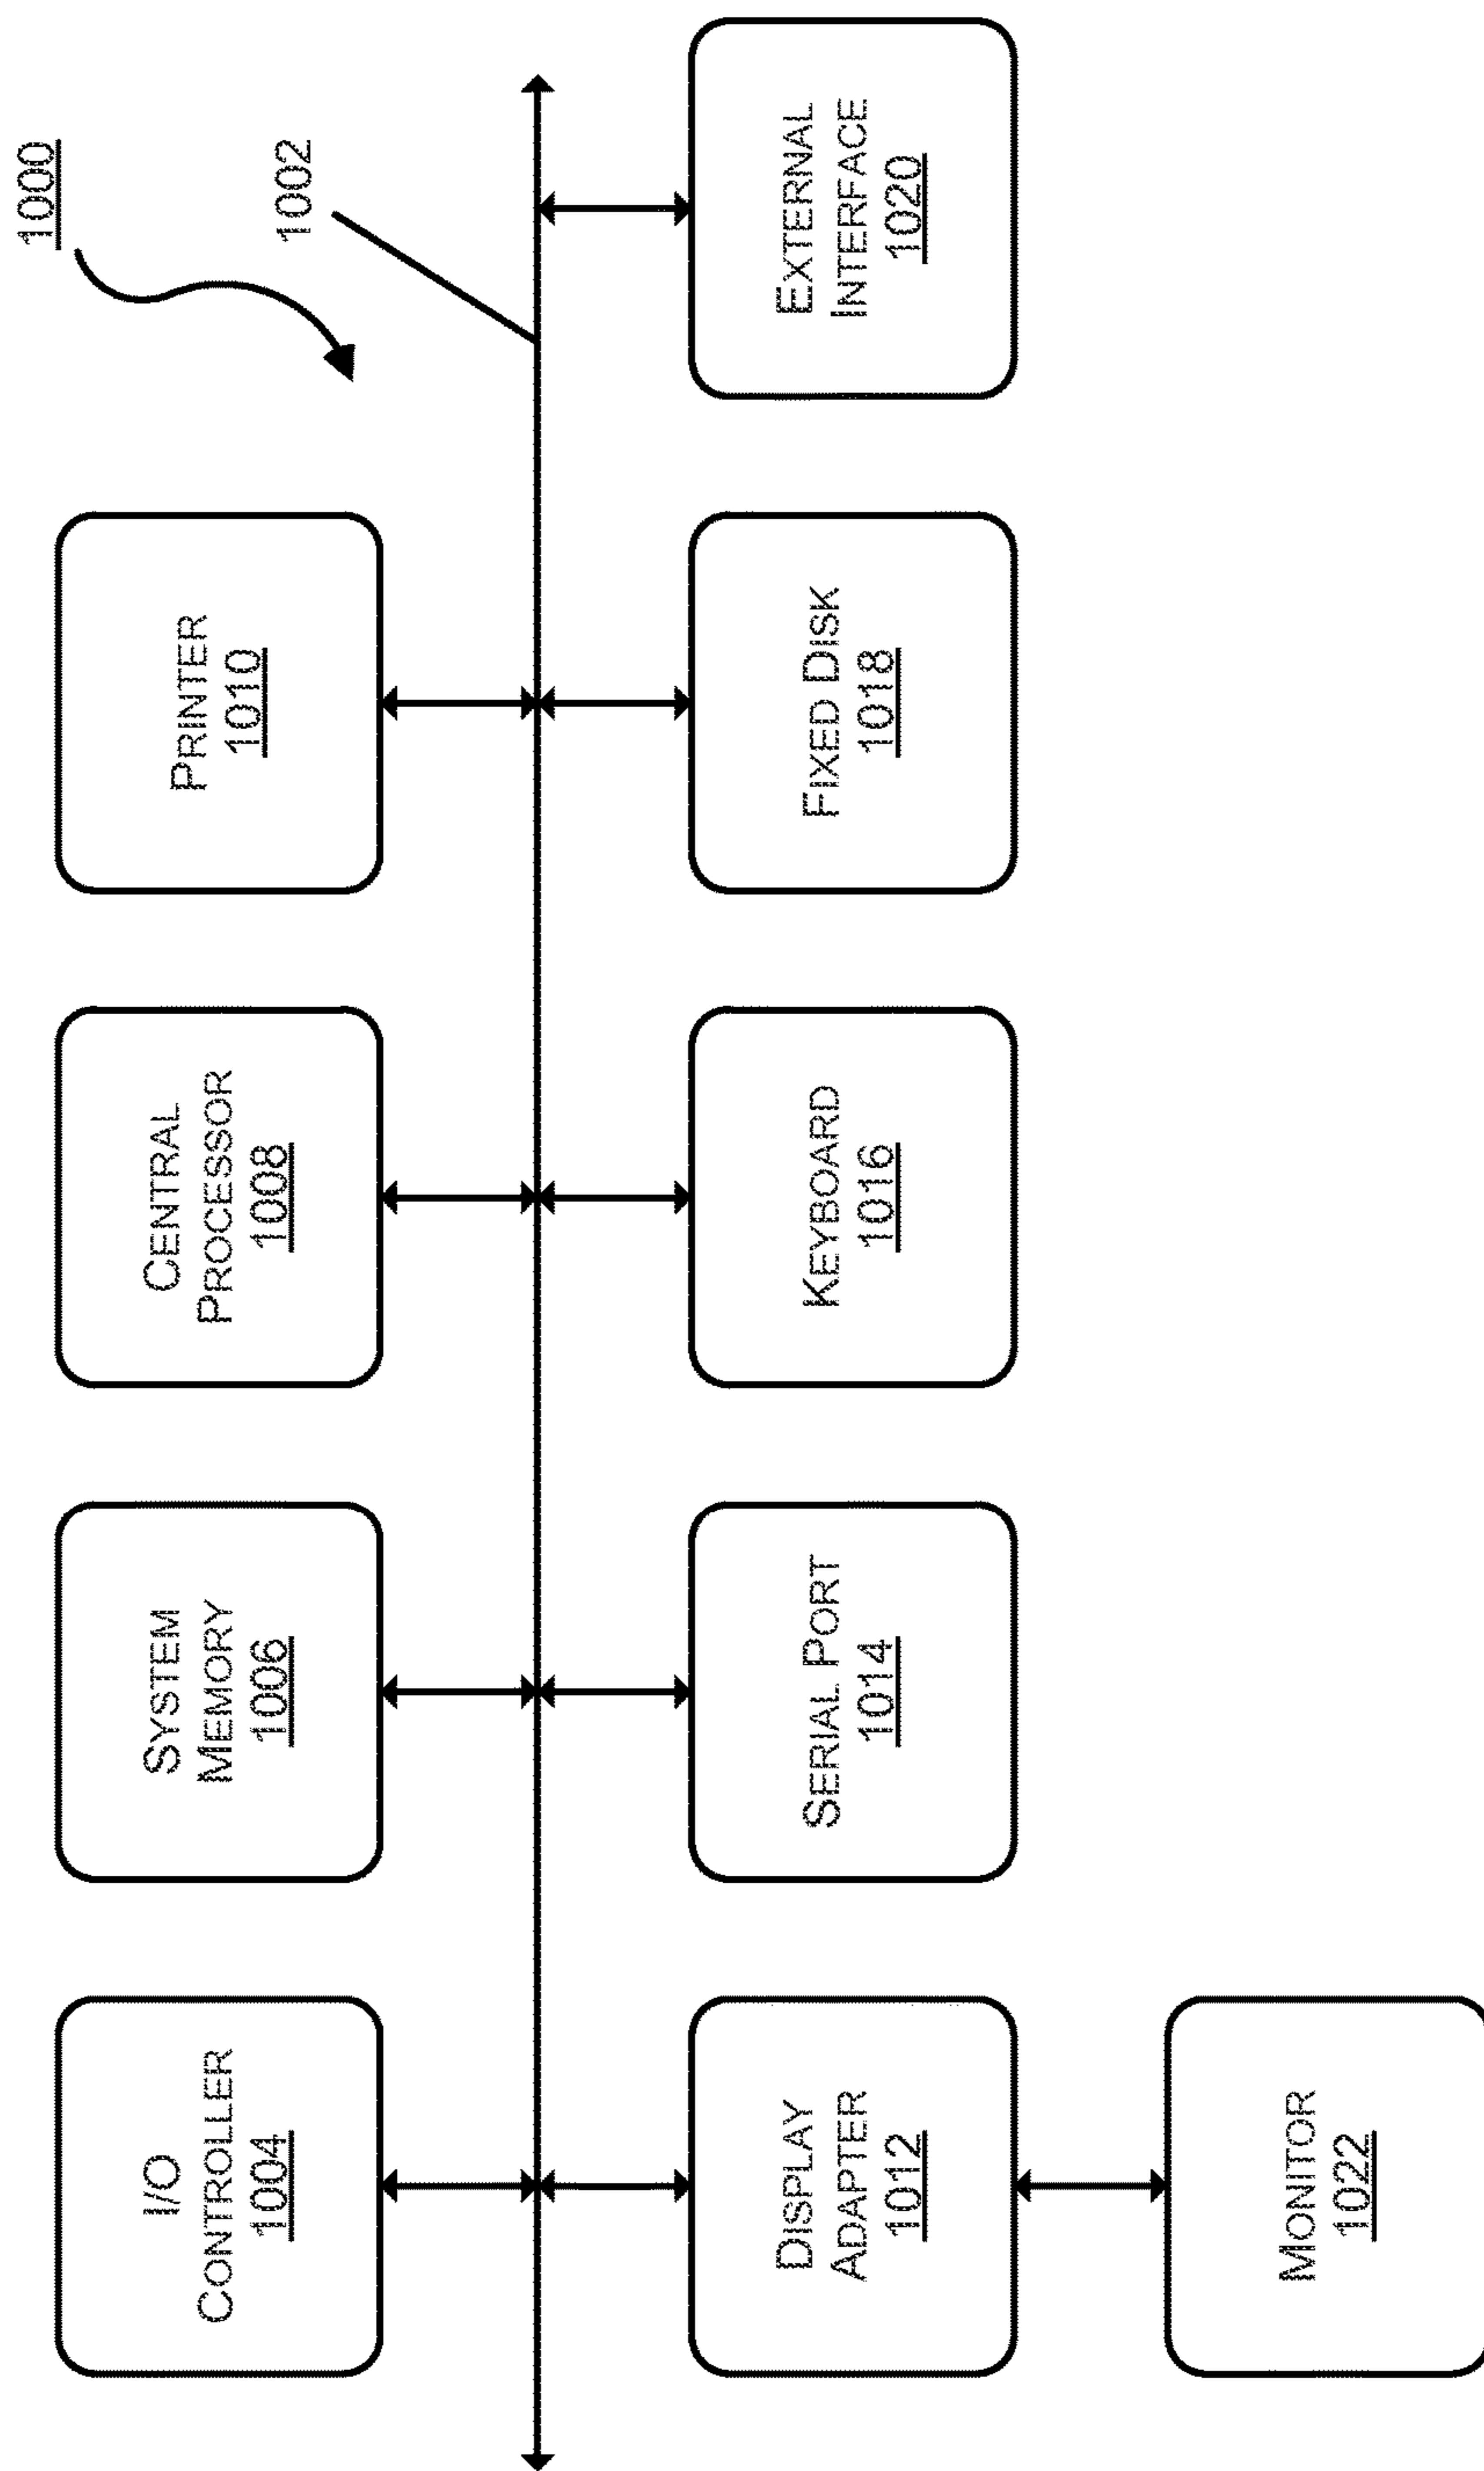 1000
1002
I/O
CONTROLLER
1004
SYSTEM
MEMORY
1006
CENTRAL
PROCESSOR
1008
PRINTER
1010
DISPLAY
ADAPTER
1012
SERIAL PORT
1014
KEYBOARD
1016
FIXED DISK
1018
EXTERNAL
INTERFACE
1020
MONITOR
1022